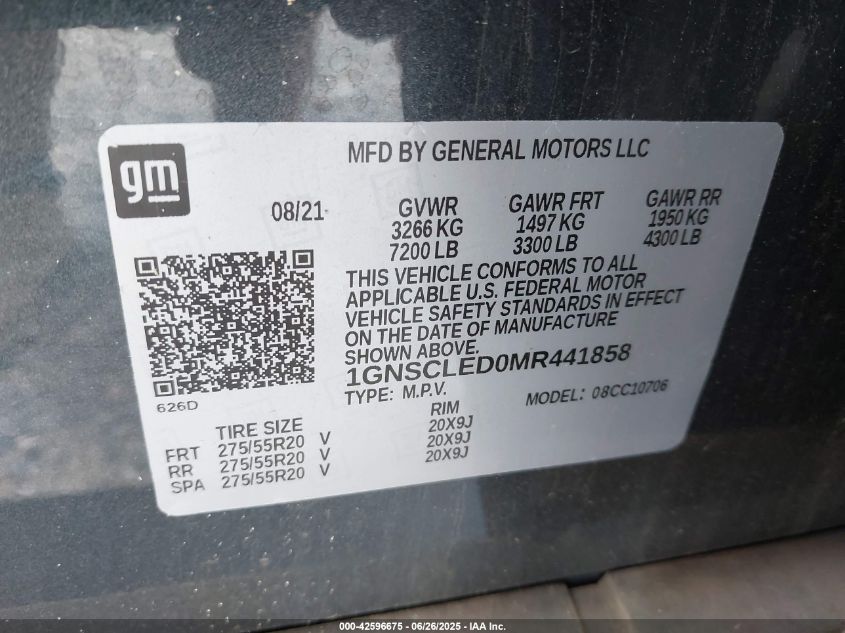 gm
MFD BY GENERAL MOTORS LLC
08/21
GVWR GAWR FRT GAWR RR
3266 KG 1497 KG 1950 KG
7200 LB 3300 LB 4300 LB
THIS VEHICLE CONFORMS TO ALL
APPLICABLE U.S. FEDERAL MOTOR
VEHICLE SAFETY STANDARDS IN EFFECT
ON THE DATE OF MANUFACTURE
SHOWN ABOVE.
1GNSCLED0MR441858
TYPE: M.P.V. MODEL: 08CC10706
626D
TIRE SIZE RIM
FRT 275/55R20 V 20X9J
RR 275/55R20 V 20X9J
SPA 275/55R20 V 20X9J
000-42596675 - 06/26/2025 - IAA Inc.